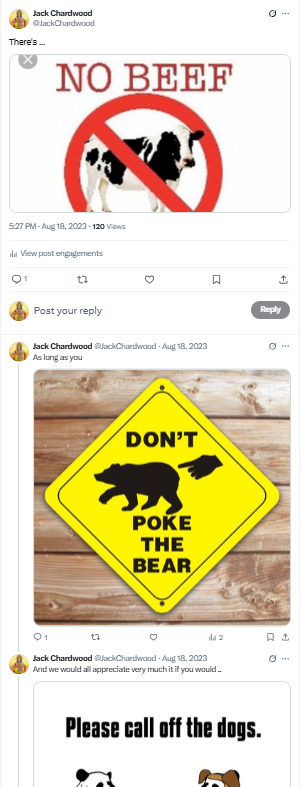 Jack Chardwood
@JackChardwood
There's ...
NO BEEF
5:27 PM · Aug 18, 2023 · 120 Views
View post engagements
1
Post your reply
Reply
Jack Chardwood @JackChardwood · Aug 18, 2023
As long as you
DON'T
POKE
THE
BEAR
1
2
Jack Chardwood @JackChardwood · Aug 18, 2023
And we would all appreciate very much it if you would ..
Please call off the dogs.